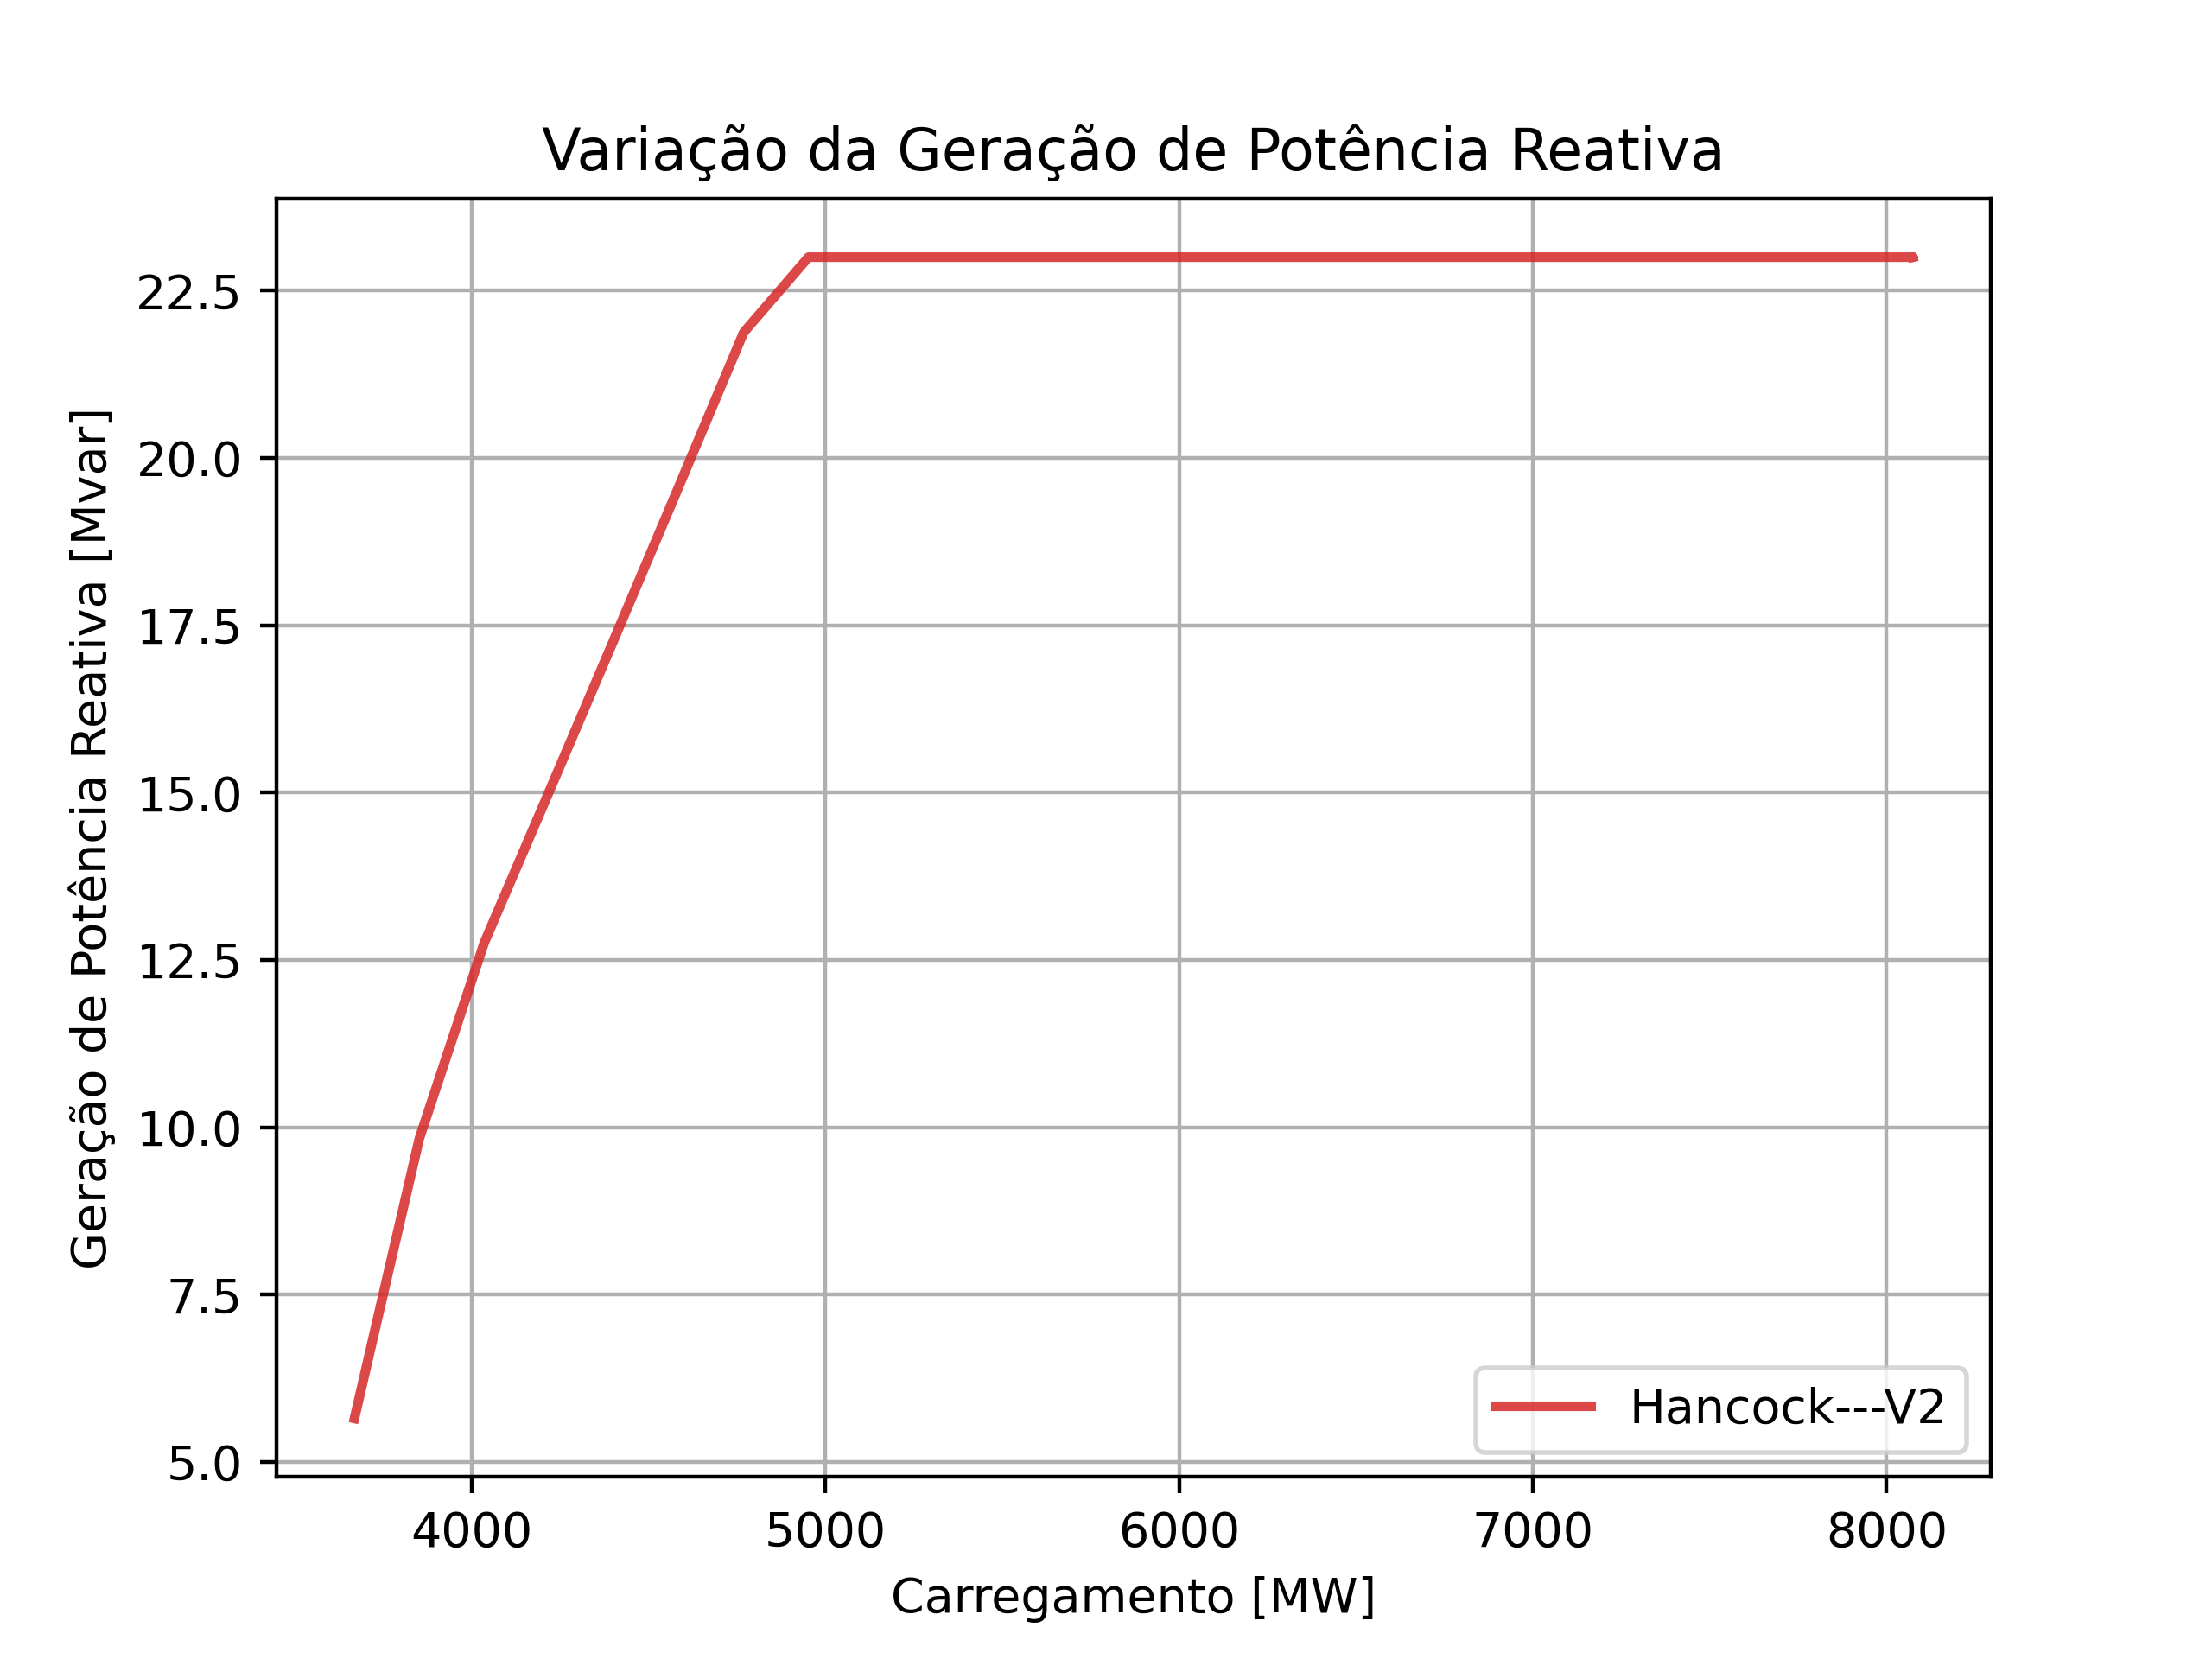 Variação da Geração de Potência Reativa
Geração de Potência Reativa [Mvar]
22.5
20.0
17.5
15.0
12.5
10.0
7.5
5.0
Hancock---V2
4000 5000 6000 7000 8000
Carregamento [MW]